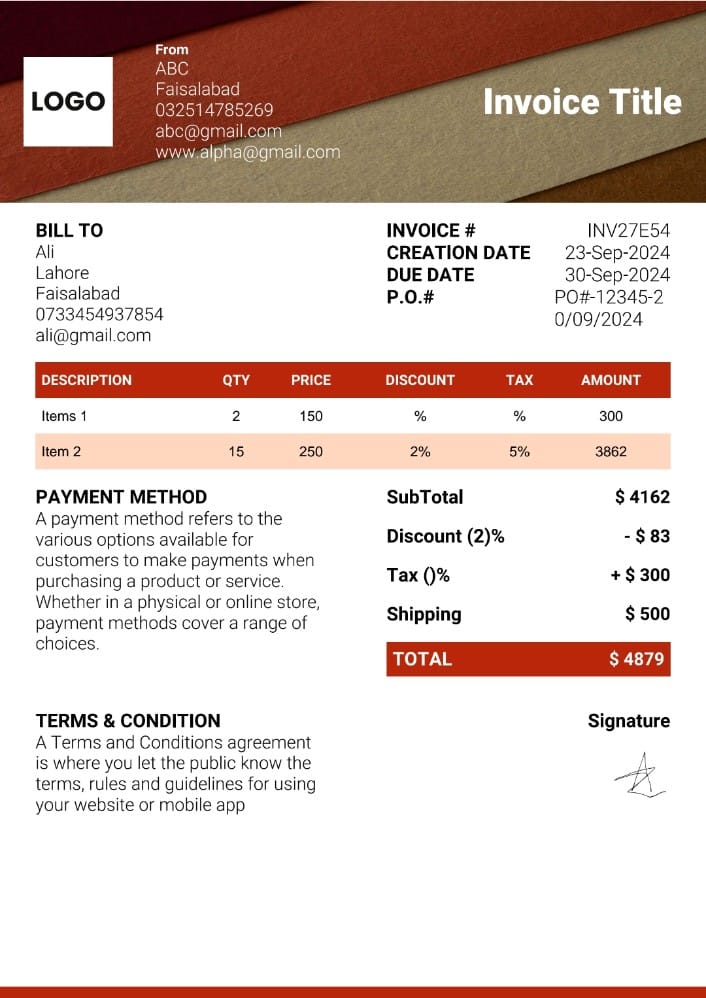 LOGO
From
ABC
Faisalabad
032514785269
abc@gmail.com
www.alpha@gmail.com
Invoice Title
BILL TO
Ali
Lahore
Faisalabad
0733454937854
ali@gmail.com
INVOICE # INV27E54
CREATION DATE 23-Sep-2024
DUE DATE 30-Sep-2024
P.O.# PO#-12345-2
0/09/2024
DESCRIPTION QTY PRICE DISCOUNT TAX AMOUNT
Items 1 2 150 % % 300
Item 2 15 250 2% 5% 3862
PAYMENT METHOD
A payment method refers to the
various options available for
customers to make payments when
purchasing a product or service.
Whether in a physical or online store,
payment methods cover a range of
choices.
SubTotal $ 4162
Discount (2)% - $ 83
Tax ()% + $ 300
Shipping $ 500
TOTAL $ 4879
TERMS & CONDITION
A Terms and Conditions agreement
is where you let the public know the
terms, rules and guidelines for using
your website or mobile app
Signature